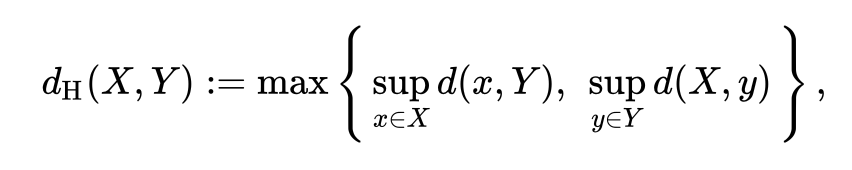 d_H(X, Y) := max { sup_{x∈X} d(x, Y), sup_{y∈Y} d(X, y) } ,